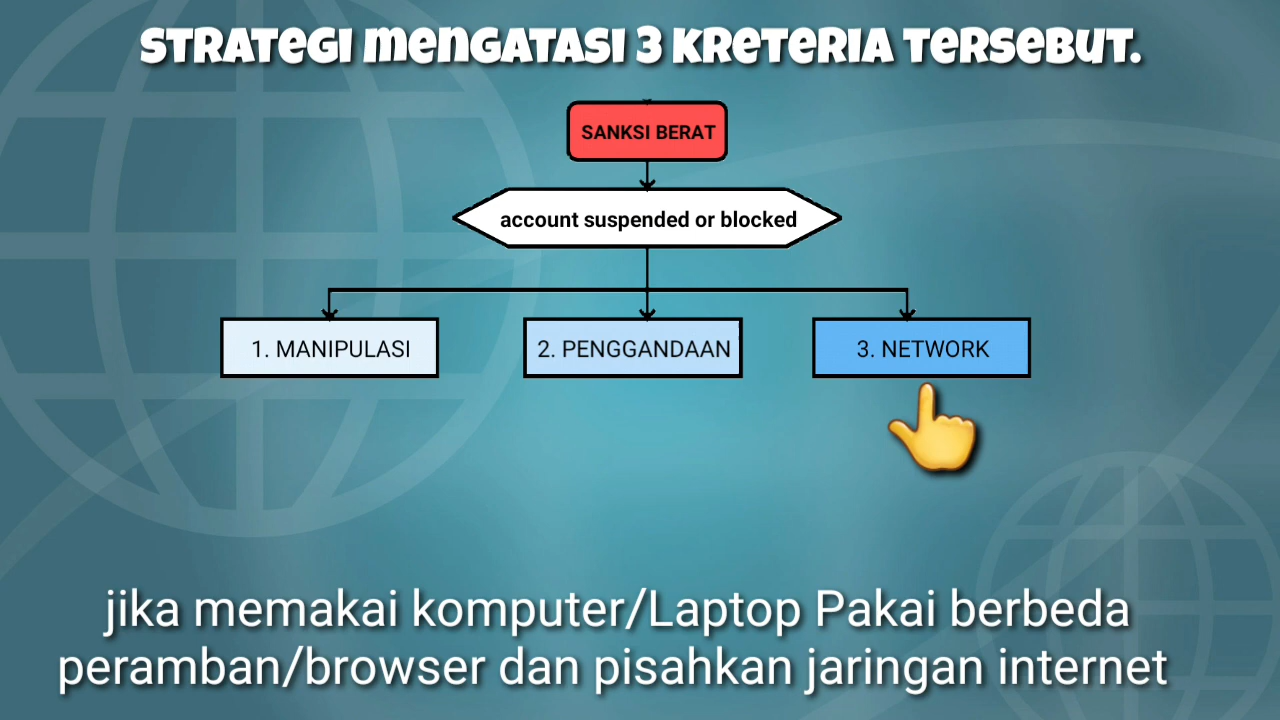 STRATEGI MENGATASI 3 KRETERIA TERSEBUT.
SANKSI BERAT
account suspended or blocked
1. MANIPULASI
2. PENGGANDAAN
3. NETWORK
jika memakai komputer/Laptop Pakai berbeda
peramban/browser dan pisahkan jaringan internet